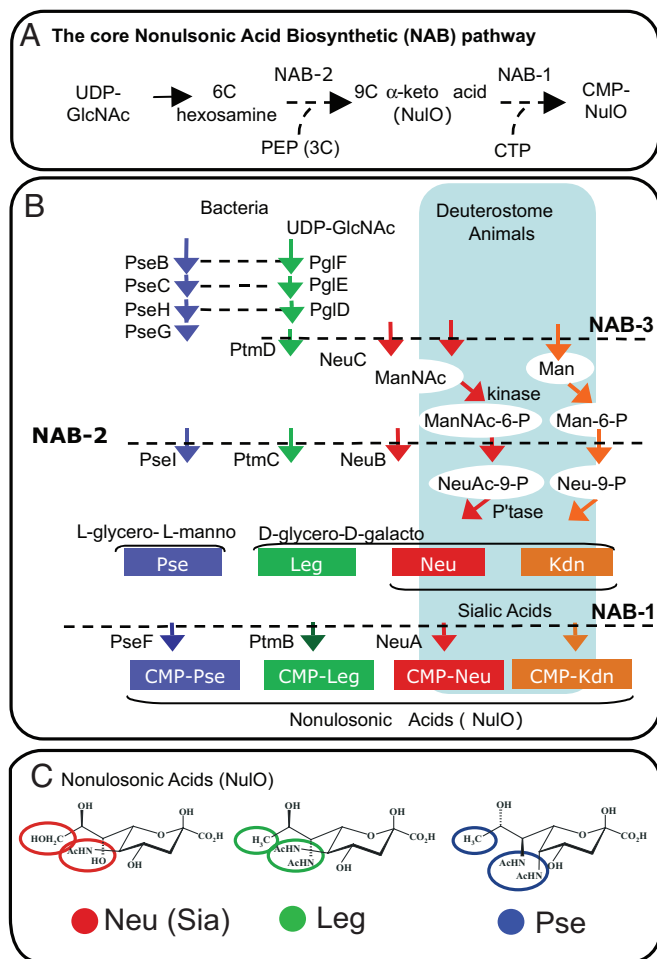 A The core Nonulsonic Acid Biosynthetic (NAB) pathway
UDP-
GlcNAc
6C
hexosamine
NAB-2
PEP (3C)
9C α-keto acid
(NulO)
NAB-1
CTP
CMP-
NulO
B
Bacteria
Deuterostome
Animals
UDP-GlcNAc
PseB
PglF
PseC
PglE
PseH
PglD
PseG
NAB-3
PtmD
NeuC
ManNAc
Man
kinase
ManNAc-6-P
Man-6-P
NAB-2
PseI
PtmC
NeuB
NeuAc-9-P
Neu-9-P
P'tase
L-glycero- L-manno
D-glycero-D-galacto
Pse
Leg
Neu
Kdn
Sialic Acids
NAB-1
PseF
PtmB
NeuA
CMP-Pse
CMP-Leg
CMP-Neu
CMP-Kdn
Nonulosonic Acids ( NulO)
C Nonulosonic Acids (NulO)
OH
OH
HOH₂C
O
CO₂H
AcHN
HO
OH
OH
OH
H₃C
O
CO₂H
AcHN
AcHN
OH
OH
OH
H₃C
O
CO₂H
AcHN
AcHN
OH
Neu (Sia)
Leg
Pse